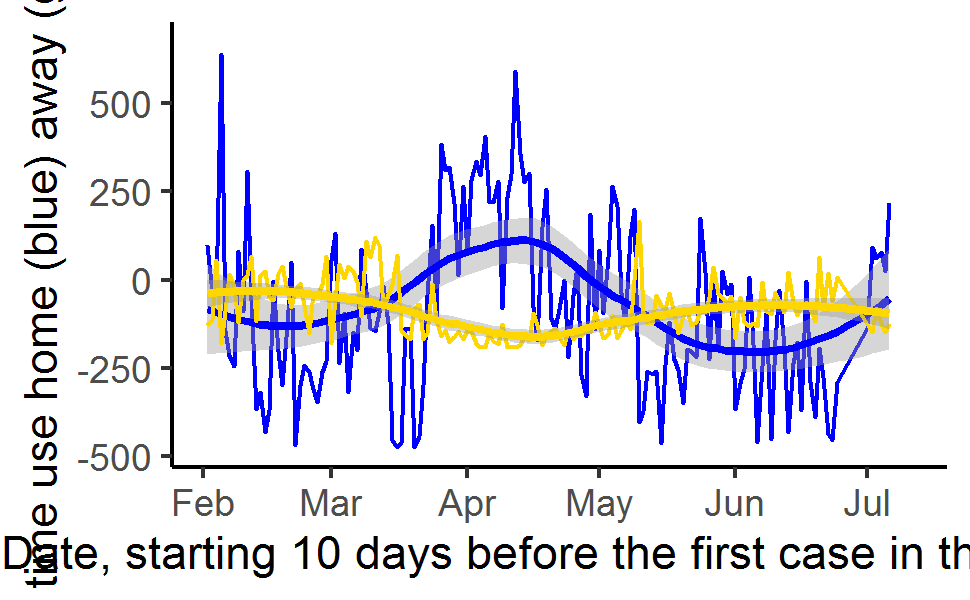 time use home (blue) away (
500
250
0
-250
-500
Feb Mar Apr May Jun Jul
Date, starting 10 days before the first case in th